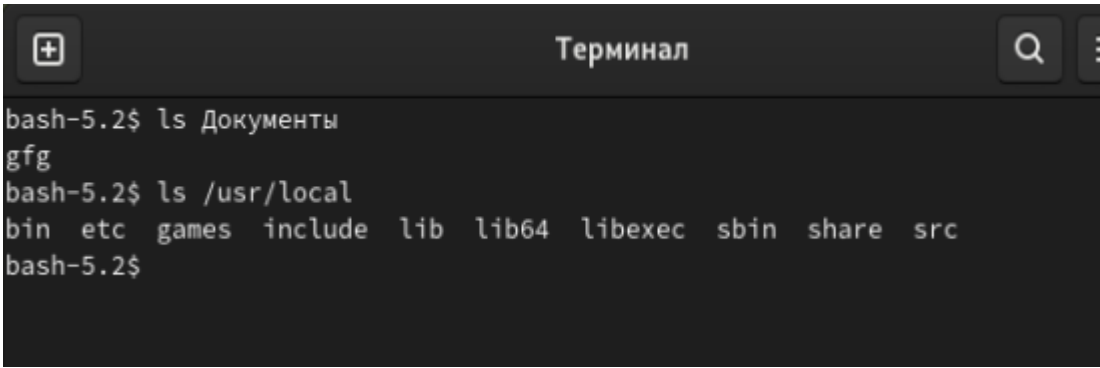 Терминал
bash-5.2$ ls Документы
gfg
bash-5.2$ ls /usr/local
bin  etc  games  include  lib  lib64  libexec  sbin  share  src
bash-5.2$